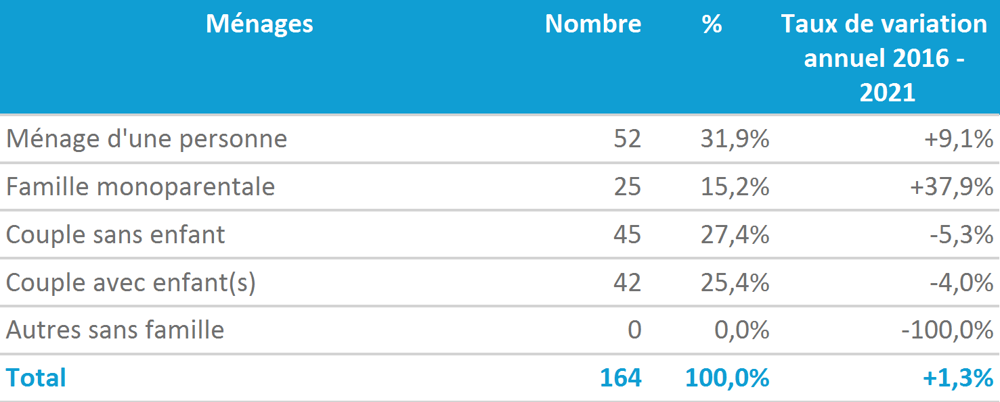 Ménages Nombre % Taux de variation
annuel 2016 -
2021
Ménage d'une personne 52 31,9% +9,1%
Famille monoparentale 25 15,2% +37,9%
Couple sans enfant 45 27,4% -5,3%
Couple avec enfant(s) 42 25,4% -4,0%
Autres sans famille 0 0,0% -100,0%
Total 164 100,0% +1,3%